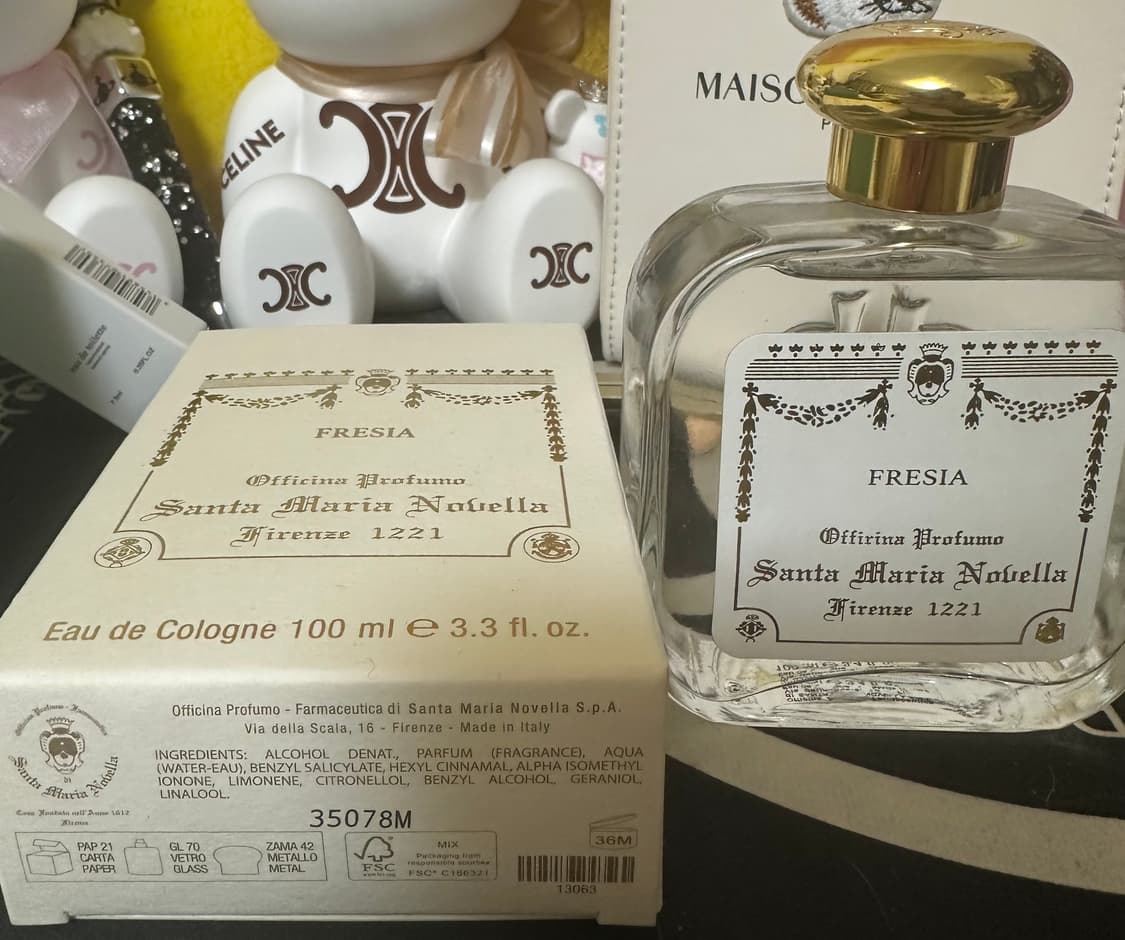 CELINE
MAISO
FRESIA
Officina Profumo
Santa Maria Novella
Firenze 1221
Eau de Cologne 100 ml e 3.3 fl. oz.
Officina Profumo - Farmaceutica di Santa Maria Novella S.p.A.
Via della Scala, 16 - Firenze - Made in Italy
INGREDIENTS: ALCOHOL DENAT., PARFUM (FRAGRANCE), AQUA
(WATER-EAU), BENZYL SALICYLATE, HEXYL CINNAMAL, ALPHA ISOMETHYL
IONONE, LIMONENE, CITRONELLOL, BENZYL ALCOHOL, GERANIOL,
LINALOOL.
35078M
Santa Maria Novella
PAP 21
CARTA
PAPER
GL 70
VETRO
GLASS
ZAMA 42
METALLO
METAL
FSC
MIX
Packaging from
responsible sources
36M
13063
FRESIA
Officina Profumo
Santa Maria Novella
Firenze 1221